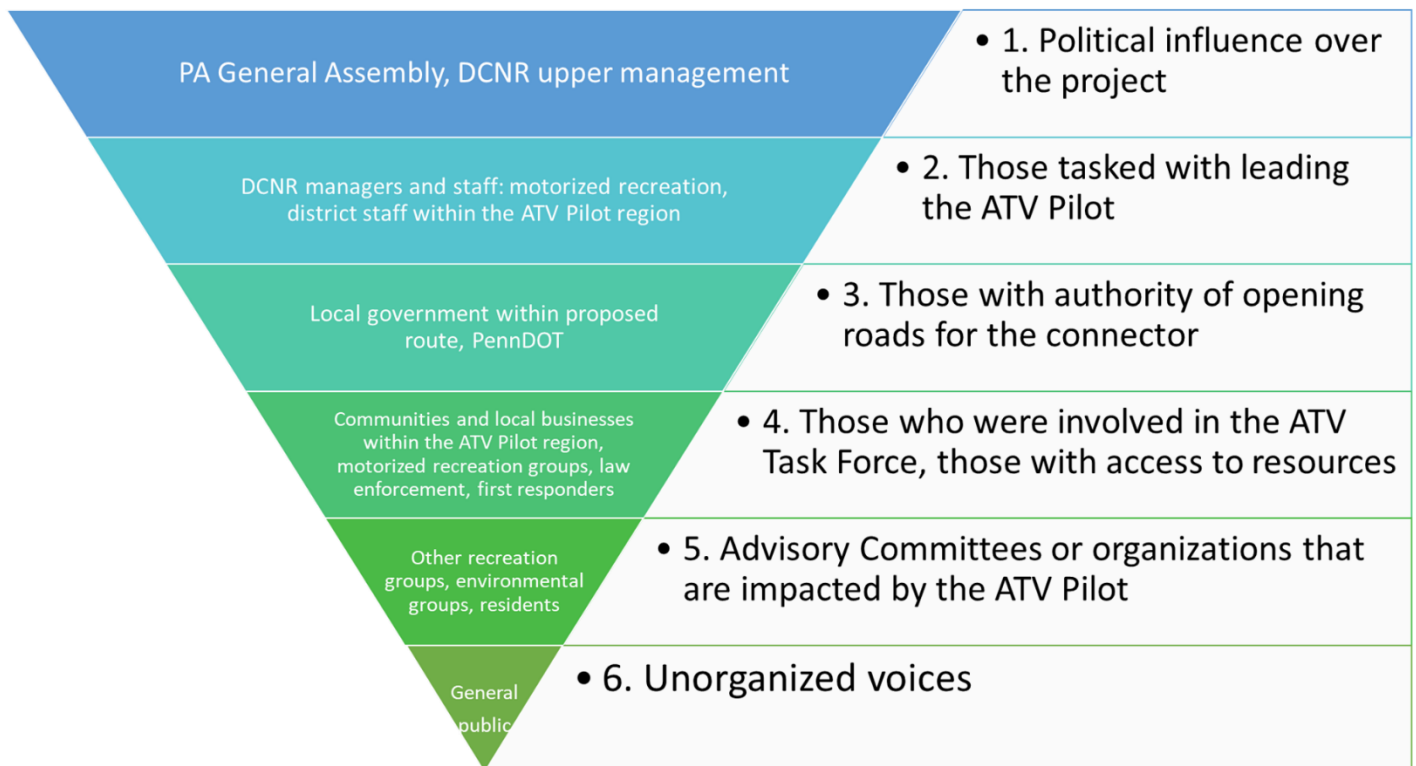 PA General Assembly, DCNR upper management
• 1. Political influence over
the project
DCNR managers and staff: motorized recreation,
district staff within the ATV Pilot region
• 2. Those tasked with leading
the ATV Pilot
Local government within proposed
route, PennDOT
• 3. Those with authority of opening
roads for the connector
Communities and local businesses
within the ATV Pilot region,
motorized recreation groups, law
enforcement, first responders
• 4. Those who were involved in the ATV
Task Force, those with access to resources
Other recreation
groups, environmental
groups, residents
• 5. Advisory Committees or organizations that
are impacted by the ATV Pilot
General
public
• 6. Unorganized voices